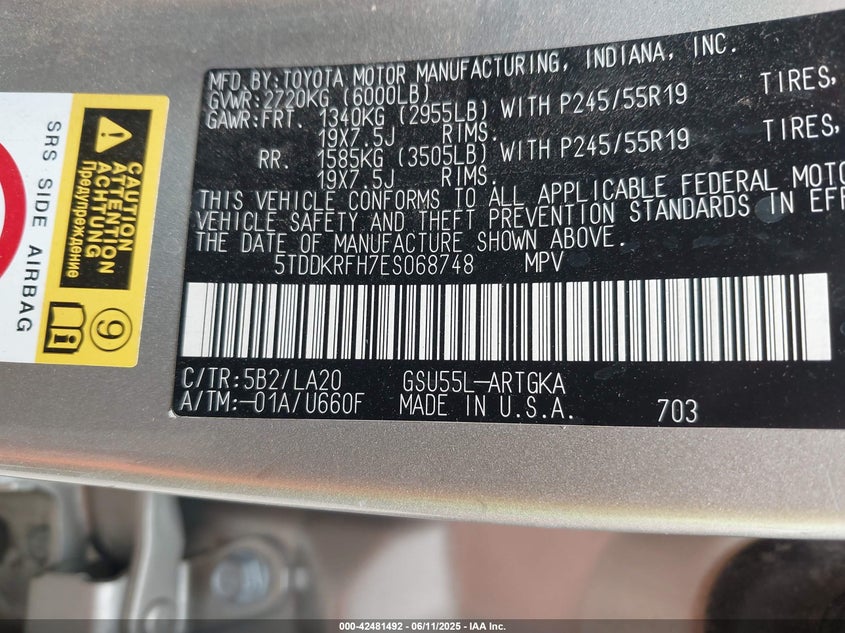 MFD.BY:TOYOTA MOTOR MANUFACTURING, INDIANA, INC.
GVWR:2720KG (6000LB)
GAWR:FRT. 1340KG (2955LB) WITH P245/55R19 TIRES,
19X7.5J RIMS.
RR. 1585KG (3505LB) WITH P245/55R19 TIRES,
19X7.5J RIMS.
THIS VEHICLE CONFORMS TO ALL APPLICABLE FEDERAL MOTO
VEHICLE SAFETY AND THEFT PREVENTION STANDARDS IN EFF
THE DATE OF MANUFACTURE SHOWN ABOVE.
5TDDKRFH7ES068748 MPV
C/TR:5B2/LA20 GSU55L-ARTGKA
A/TM:-01A/U660F MADE IN U.S.A. 703
CAUTION
ATTENTION
ACHTUNG
Предупреждение
9
SRS SIDE AIRBAG
000-42481492 - 06/11/2025 - IAA Inc.